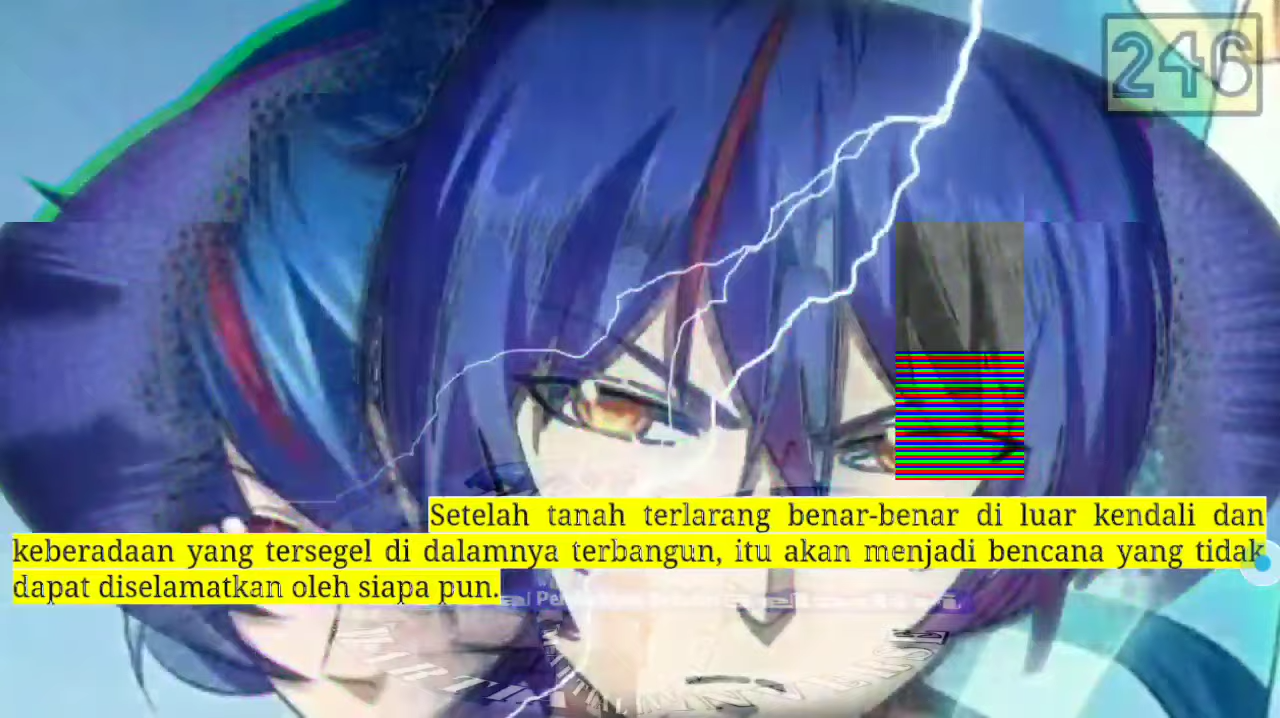 246
Setelah tanah terlarang benar-benar di luar kendali dan
keberadaan yang tersegel di dalamnya terbangun, itu akan menjadi bencana yang tidak
dapat diselamatkan oleh siapa pun.